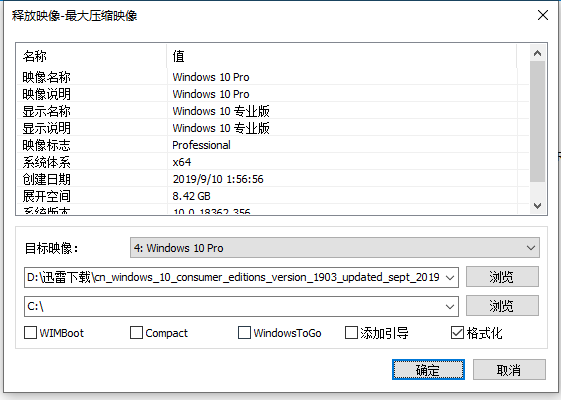 释放映像-最大压缩映像
名称 值
映像名称 Windows 10 Pro
映像说明 Windows 10 Pro
显示名称 Windows 10 专业版
显示说明 Windows 10 专业版
映像标志 Professional
系统体系 x64
创建日期 2019/9/10 1:56:56
展开空间 8.42 GB
系统版本 10.0.18362.356
目标映像： 4: Windows 10 Pro
D:\迅雷下载\cn_windows_10_consumer_editions_version_1903_updated_sept_2019 浏览
C:\ 浏览
WIMBoot Compact WindowsToGo 添加引导 格式化
确定 取消